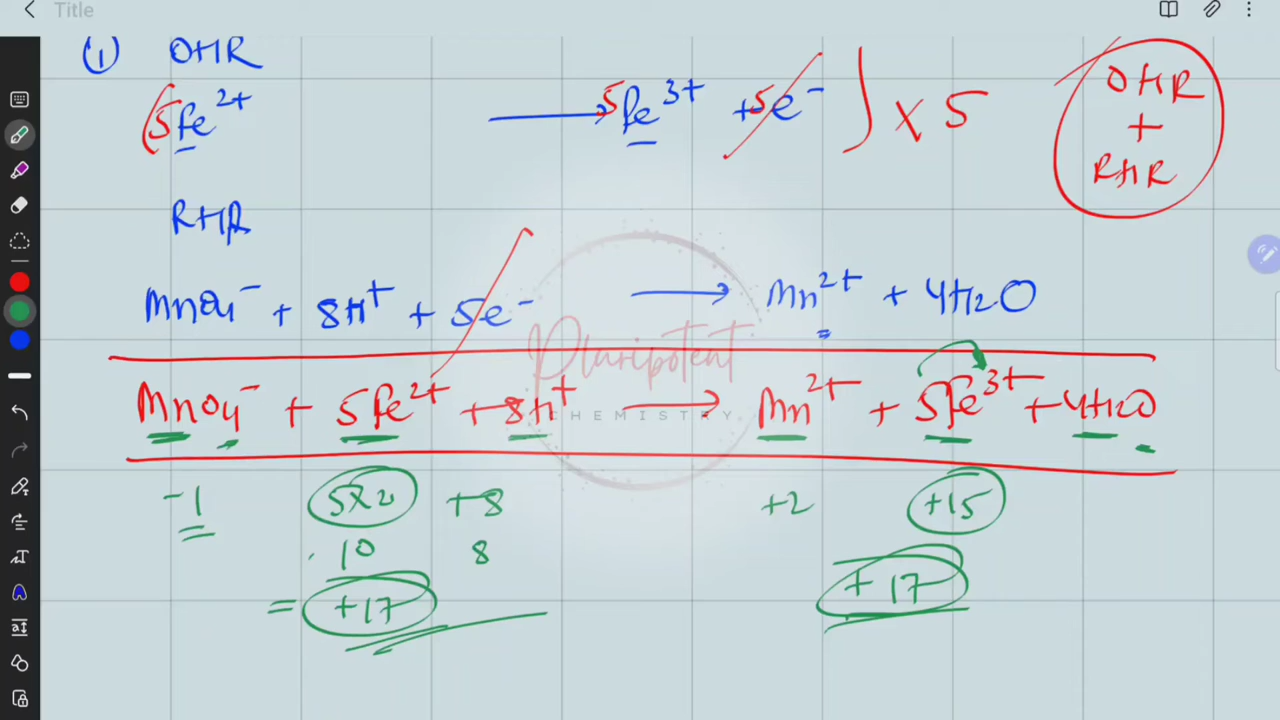 Title
(1) OHR
5Fe²⁺ → 5Fe³⁺ + 5e⁻ ) × 5
OHR
+
RHR
RHR
MnO₄⁻ + 8H⁺ + 5e⁻ → Mn²⁺ + 4H₂O
Pluripotent
CHEMISTRY
MnO₄⁻ + 5Fe²⁺ + 8H⁺ → Mn²⁺ + 5Fe³⁺ + 4H₂O
-1 5×2 +8 +2 +15
10 8
= +17 +17